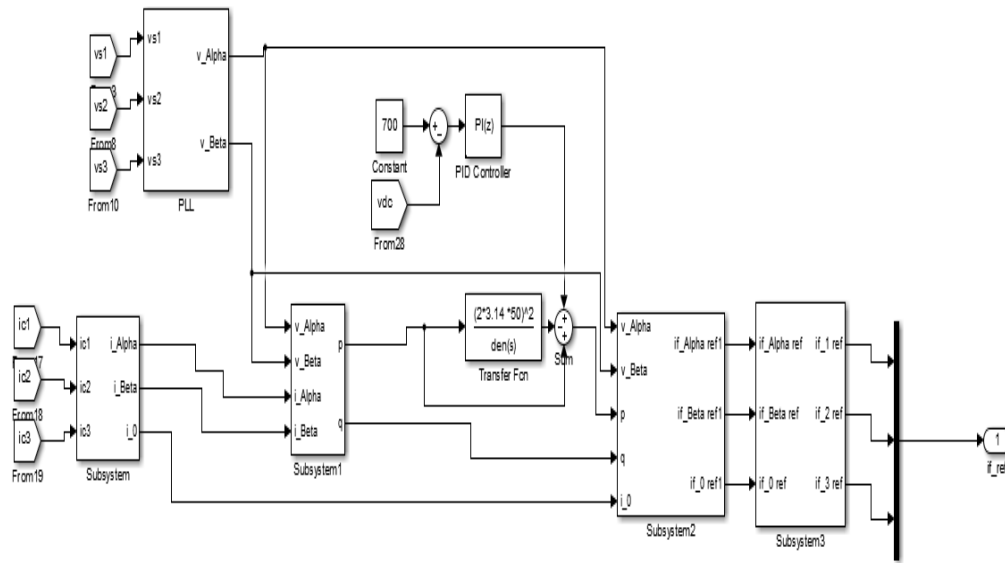 vs1
vs2
From8
vs3
From10
vs1
vs2
vs3
v_Alpha
v_Beta
PLL
700
Constant
+
-
PI(z)
PID Controller
vdc
From28
ic1
ic2
From18
ic3
From19
ic1
ic2
ic3
i_Alpha
i_Beta
i_0
Subsystem
v_Alpha
v_Beta
i_Alpha
i_Beta
p
q
Subsystem1
(2*3.14 *50)^2
den(s)
Transfer Fcn
+
-
+
Sum
v_Alpha
v_Beta
p
q
i_0
if_Alpha ref1
if_Beta ref1
if_0 ref1
Subsystem2
if_Alpha ref
if_Beta ref
if_0 ref
if_1 ref
if_2 ref
if_3 ref
Subsystem3
1
if_ref